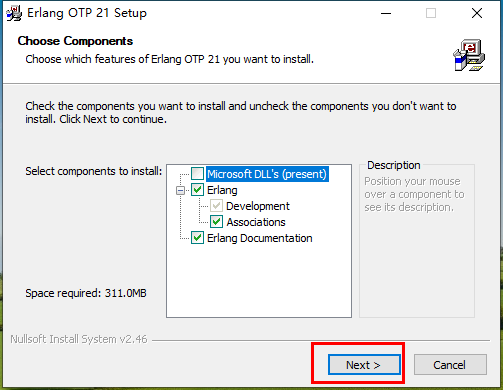 Erlang OTP 21 Setup
Choose Components
Choose which features of Erlang OTP 21 you want to install.
Check the components you want to install and uncheck the components you don't want to
install. Click Next to continue.
Select components to install:
Microsoft DLL's (present)
Erlang
Development
Associations
Erlang Documentation
Description
Position your mouse
over a component to
see its description.
Space required: 311.0MB
Nullsoft Install System v2.46
Next >
Cancel